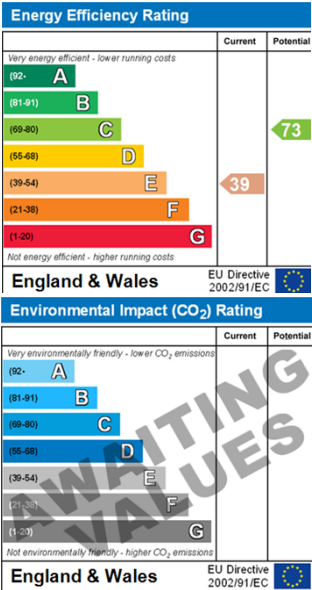 Energy Efficiency Rating
Current Potential
Very energy efficient - lower running costs
(92- A
(81-91) B
(69-80) C 73
(55-68) D
(39-54) E 39
(21-38) F
(1-20) G
Not energy efficient - higher running costs
England & Wales EU Directive
2002/91/EC
Environmental Impact (CO₂) Rating
Current Potential
Very environmentally friendly - lower CO₂ emissions
(92- A
(81-91) B
(69-80) C
(55-68) D
(39-54) E
(21-38) F
(1-20) G
AWAITING
VALUES
Not environmentally friendly - higher CO₂ emissions
England & Wales EU Directive
2002/91/EC